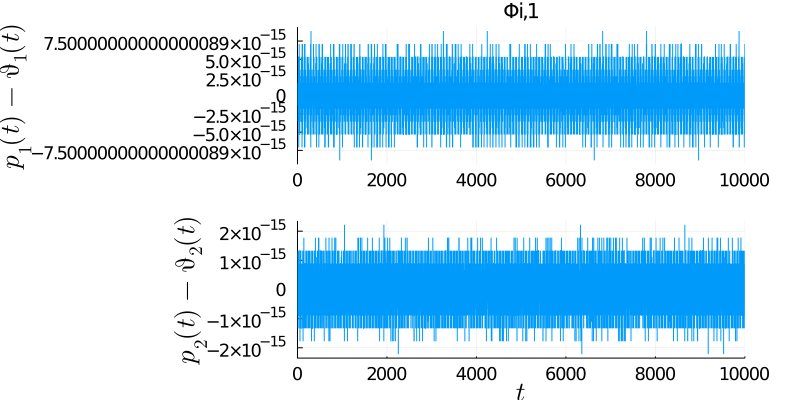 Φi,1
p₁(t) − ϑ₁(t)
7.500000000000000089×10⁻¹⁵
5.0×10⁻¹⁵
2.5×10⁻¹⁵
0
−2.5×10⁻¹⁵
−5.0×10⁻¹⁵
−7.500000000000000089×10⁻¹⁵
0 2000 4000 6000 8000 10000
p₂(t) − ϑ₂(t)
2×10⁻¹⁵
1×10⁻¹⁵
0
−1×10⁻¹⁵
−2×10⁻¹⁵
0 2000 4000 6000 8000 10000
t